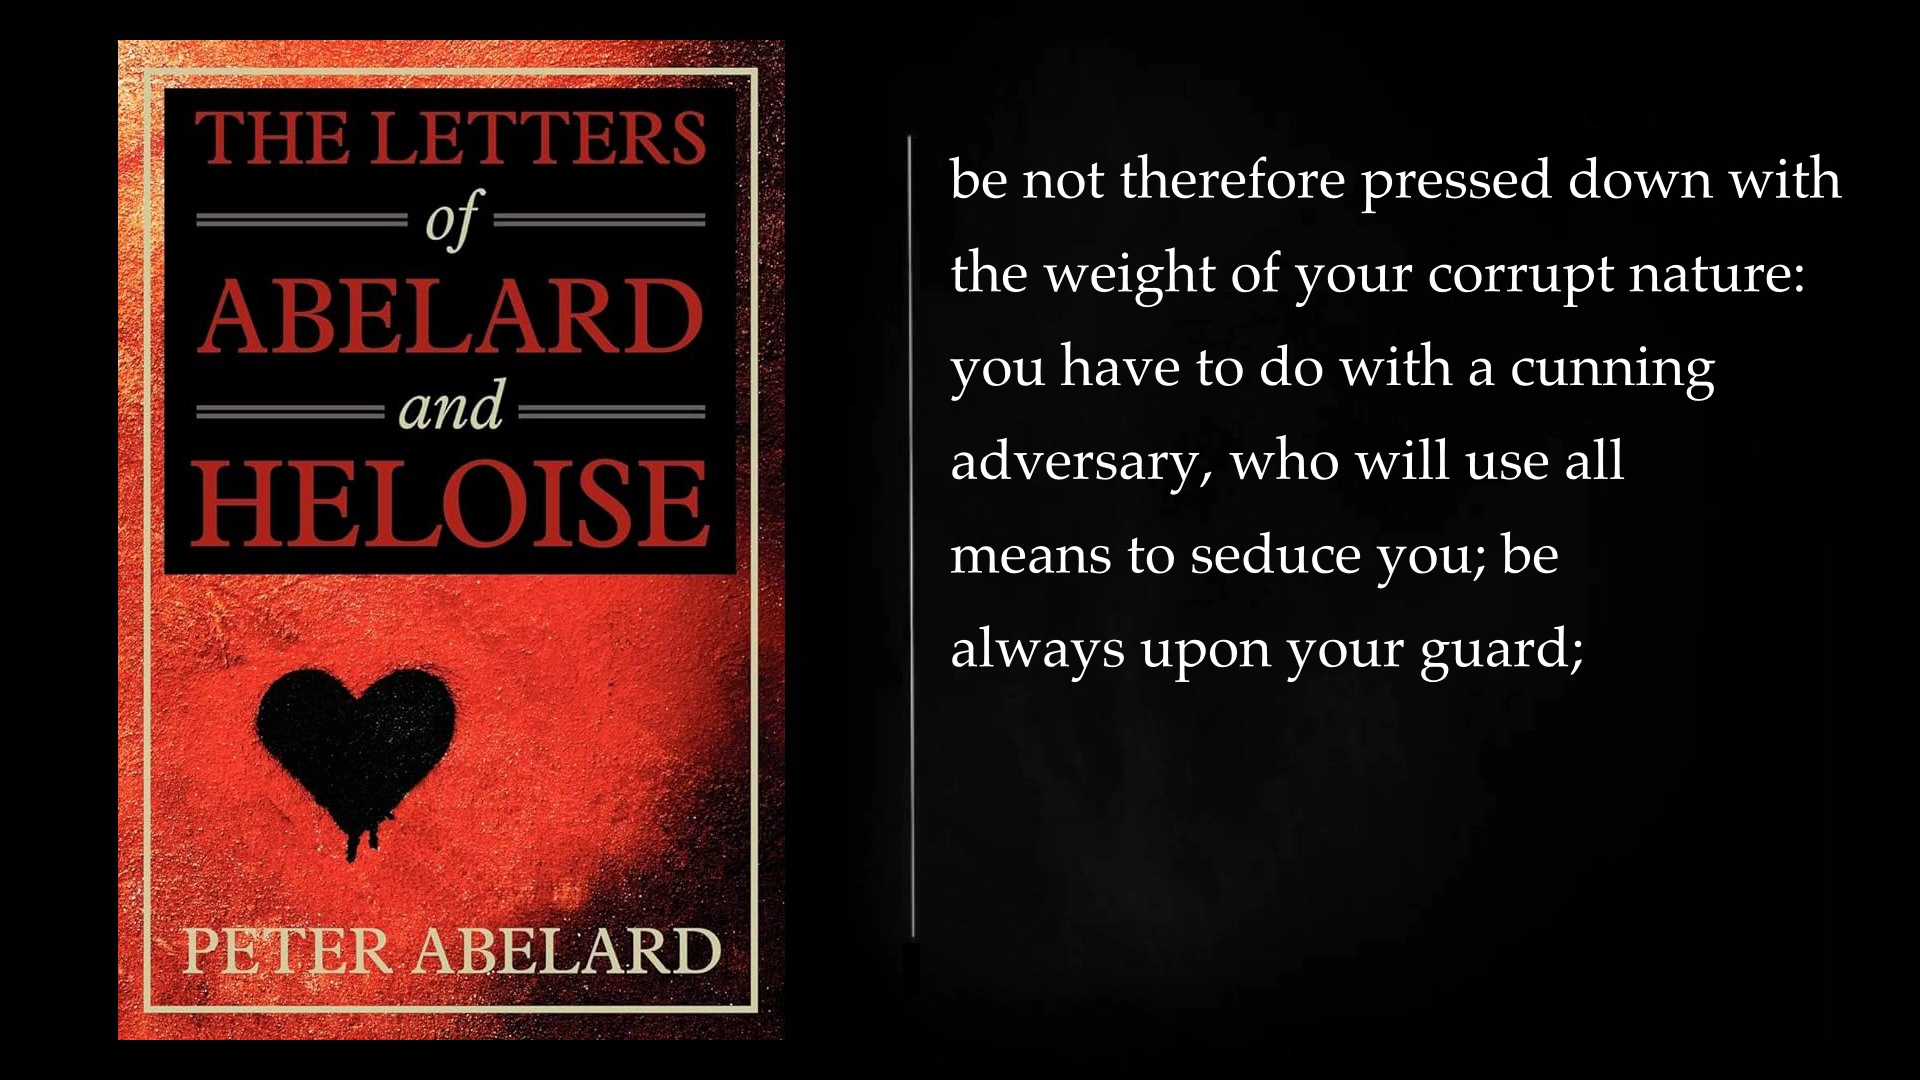 THE LETTERS
of
ABELARD
and
HELOISE
PETER ABELARD
be not therefore pressed down with
the weight of your corrupt nature:
you have to do with a cunning
adversary, who will use all
means to seduce you; be
always upon your guard;